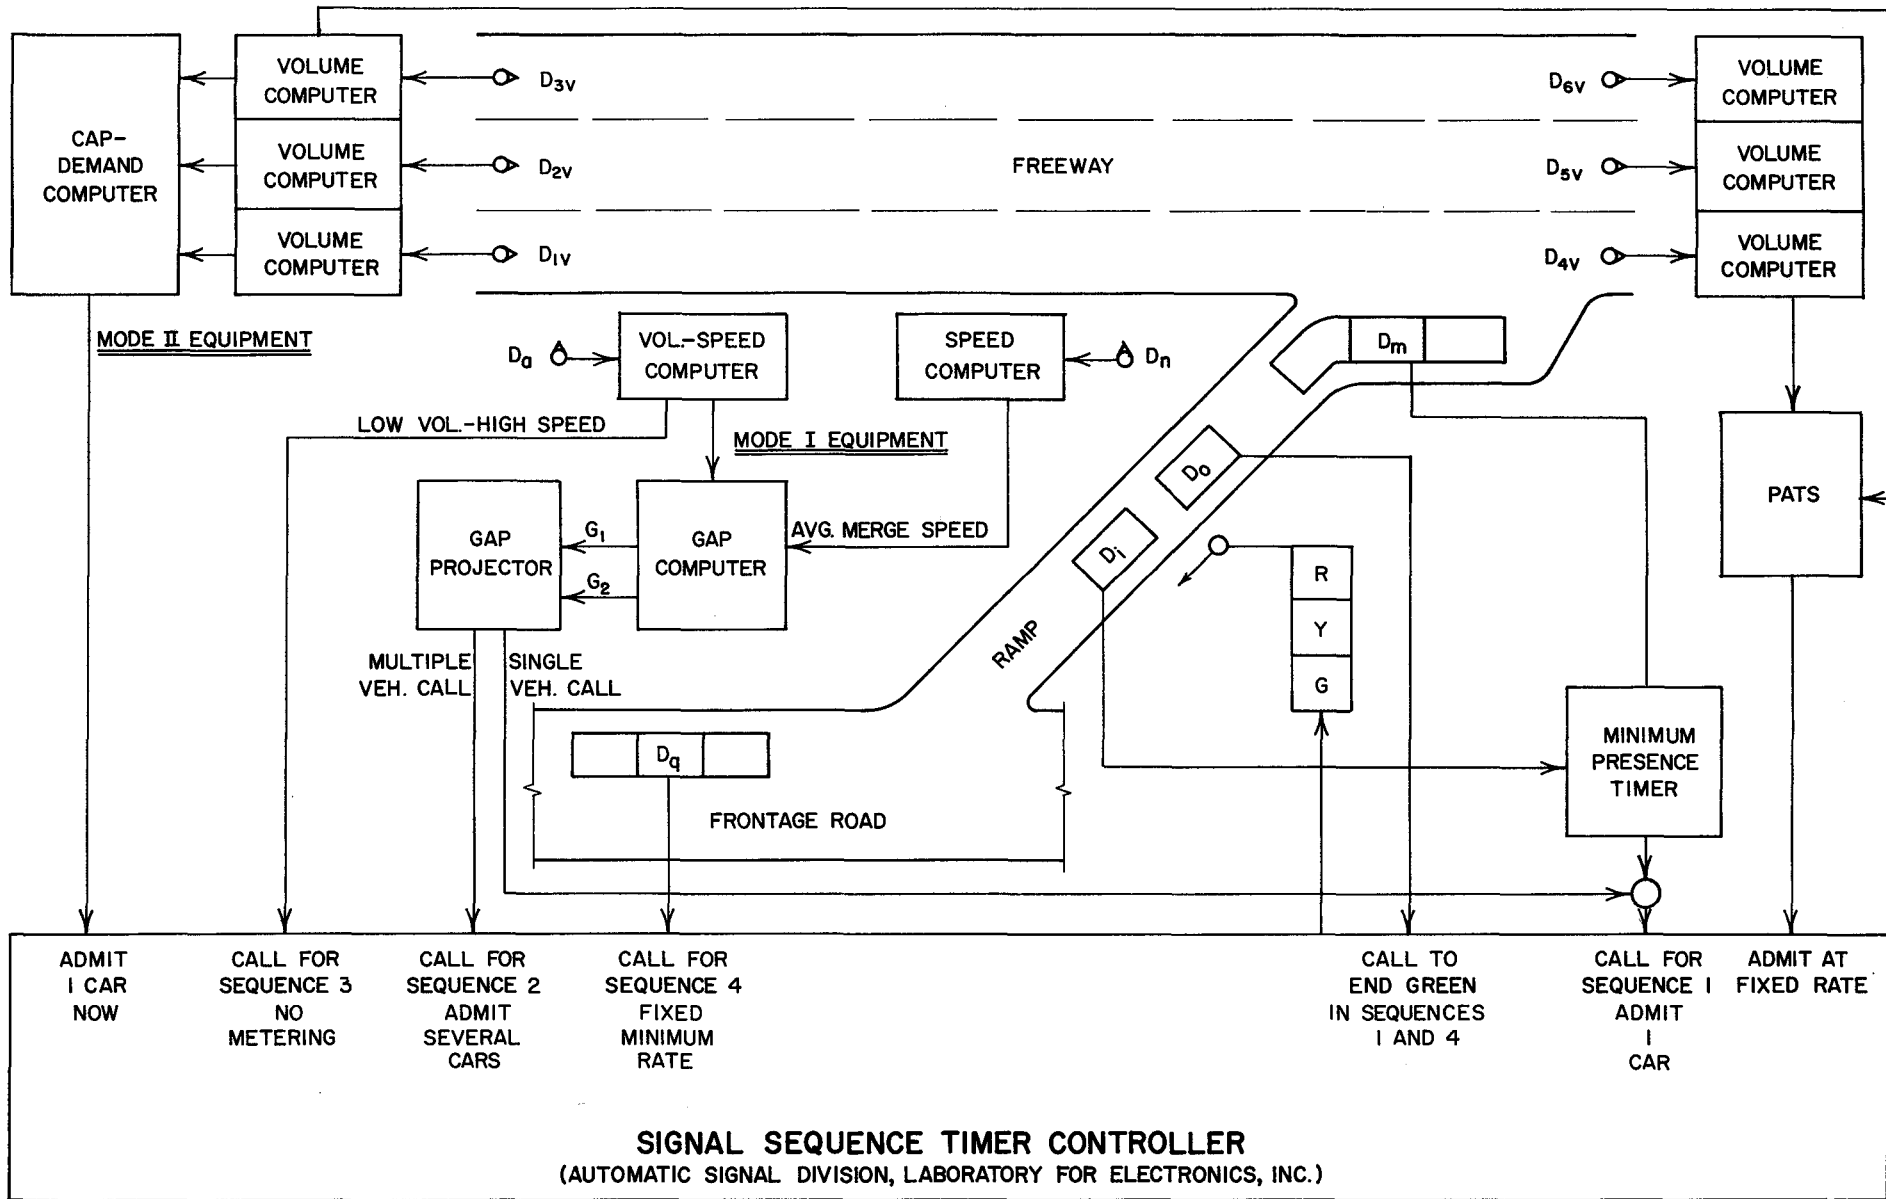 VOLUME
COMPUTER
D3V
D6V
VOLUME
COMPUTER
CAP-
DEMAND
COMPUTER
VOLUME
COMPUTER
D2V
FREEWAY
D5V
VOLUME
COMPUTER
VOLUME
COMPUTER
D1V
D4V
VOLUME
COMPUTER
MODE II EQUIPMENT
Da
VOL.-SPEED
COMPUTER
SPEED
COMPUTER
Dn
Dm
LOW VOL.-HIGH SPEED
MODE I EQUIPMENT
Do
PATS
GAP
PROJECTOR
G1
G2
GAP
COMPUTER
AVG. MERGE SPEED
Di
R
Y
G
RAMP
MULTIPLE
VEH. CALL
SINGLE
VEH. CALL
Dq
FRONTAGE ROAD
MINIMUM
PRESENCE
TIMER
ADMIT
1 CAR
NOW
CALL FOR
SEQUENCE 3
NO
METERING
CALL FOR
SEQUENCE 2
ADMIT
SEVERAL
CARS
CALL FOR
SEQUENCE 4
FIXED
MINIMUM
RATE
CALL TO
END GREEN
IN SEQUENCES
1 AND 4
CALL FOR
SEQUENCE 1
ADMIT
1
CAR
ADMIT AT
FIXED RATE
SIGNAL SEQUENCE TIMER CONTROLLER
(AUTOMATIC SIGNAL DIVISION, LABORATORY FOR ELECTRONICS, INC.)